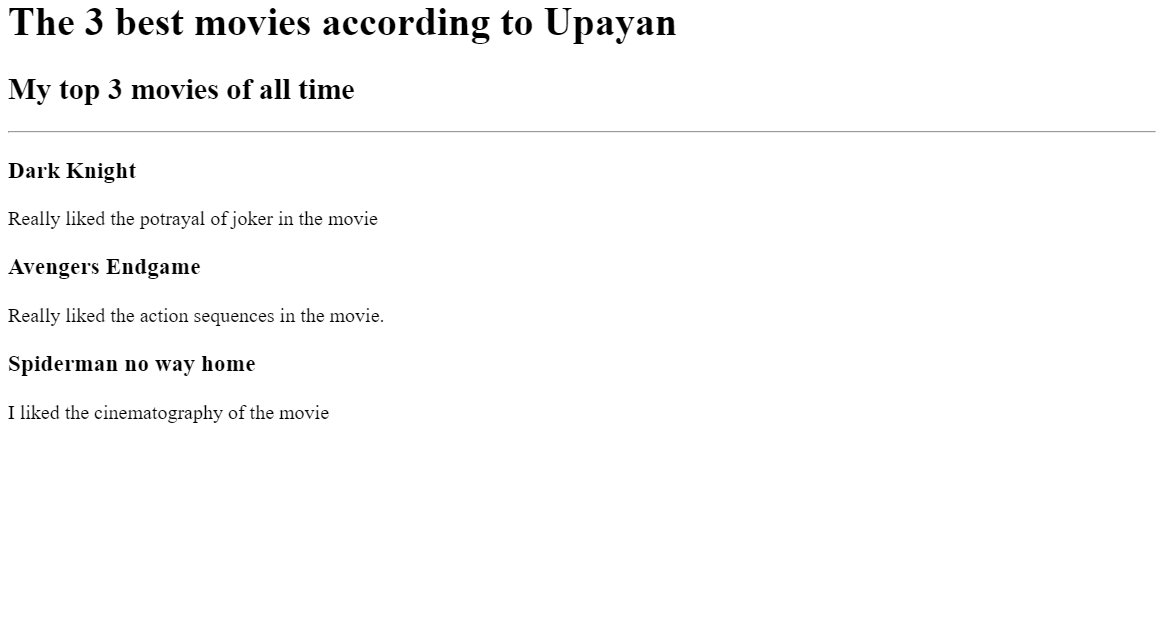 The 3 best movies according to Upayan
My top 3 movies of all time
Dark Knight
Really liked the potrayal of joker in the movie
Avengers Endgame
Really liked the action sequences in the movie.
Spiderman no way home
I liked the cinematography of the movie